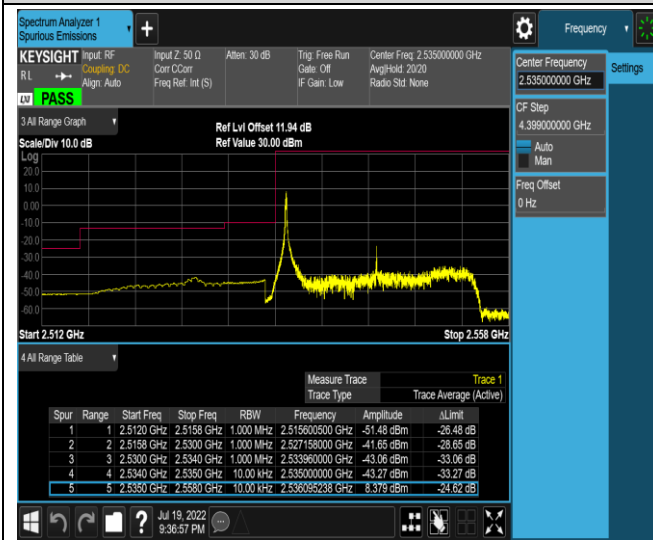 Spectrum Analyzer 1
Spurious Emissions
+
Frequency
KEYSIGHT Input: RF Input Z: 50 Ω Atten: 30 dB Trig: Free Run Center Freq: 2.535000000 GHz
RL Coupling: DC Corr CCorr Gate: Off Avg|Hold: 20/20
Align: Auto Freq Ref: Int (S) IF Gain: Low Radio Std: None
LXI PASS
Center Frequency
2.535000000 GHz
Settings
CF Step
4.399000000 GHz
Auto
Man
Freq Offset
0 Hz
3 All Range Graph
Ref Lvl Offset 11.94 dB
Scale/Div 10.0 dB Ref Value 30.00 dBm
Log
20.0
10.0
0.00
-10.0
-20.0
-30.0
-40.0
-50.0
-60.0
Start 2.512 GHz Stop 2.558 GHz
4 All Range Table
Measure Trace Trace 1
Trace Type Trace Average (Active)
Spur Range Start Freq Stop Freq RBW Frequency Amplitude ΔLimit
1 1 2.5120 GHz 2.5158 GHz 1.000 MHz 2.515600500 GHz -51.48 dBm -26.48 dB
2 2 2.5158 GHz 2.5300 GHz 1.000 MHz 2.527158000 GHz -41.65 dBm -28.65 dB
3 3 2.5300 GHz 2.5340 GHz 1.000 MHz 2.533960000 GHz -43.06 dBm -33.06 dB
4 4 2.5340 GHz 2.5350 GHz 10.00 kHz 2.535000000 GHz -43.27 dBm -33.27 dB
5 5 2.5350 GHz 2.5580 GHz 10.00 kHz 2.536095238 GHz 8.379 dBm -24.62 dB
? Jul 19, 2022
9:36:57 PM